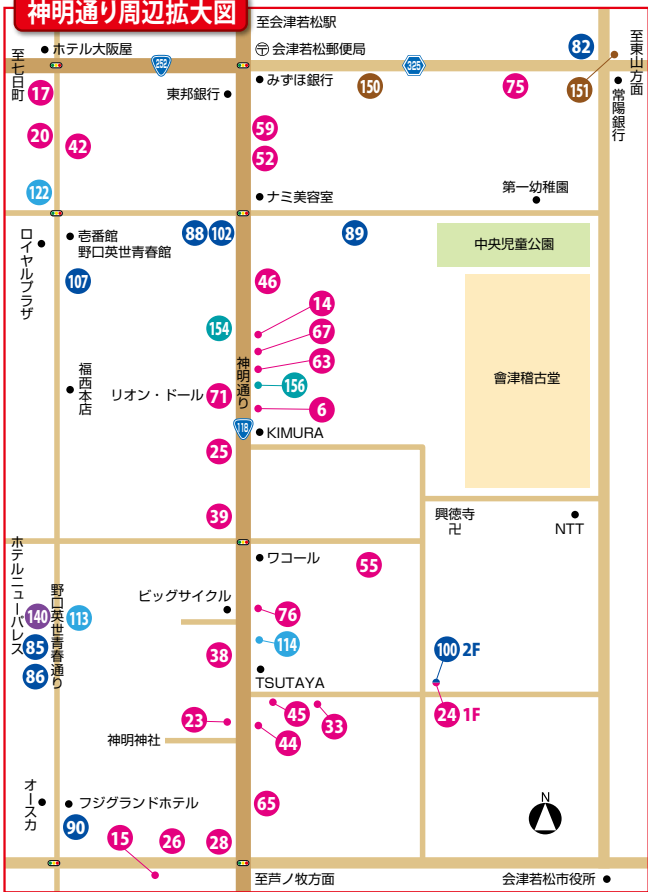 神明通り周辺拡大図
至会津若松駅
至七日町
ホテル大阪屋
252
〒 会津若松郵便局
325
82
至東山方面
17
東邦銀行
みずほ銀行
150
75
151
常陽銀行
20
42
59
52
122
ナミ美容室
第一幼稚園
ロイヤルプラザ
壱番館
野口英世青春館
88
102
89
中央児童公園
107
46
14
154
67
63
神明通り
156
會津稽古堂
福西本店
リオン・ドール
71
6
118
KIMURA
25
39
興徳寺
卍
NTT
ホテルニューパレス
ワコール
55
140
野口英世青春通り
113
ビッグサイクル
76
85
114
100 2F
86
38
TSUTAYA
23
45
33
24 1F
神明神社
44
オースカ
フジグランドホテル
65
N
90
15
26
28
至芦ノ牧方面
会津若松市役所